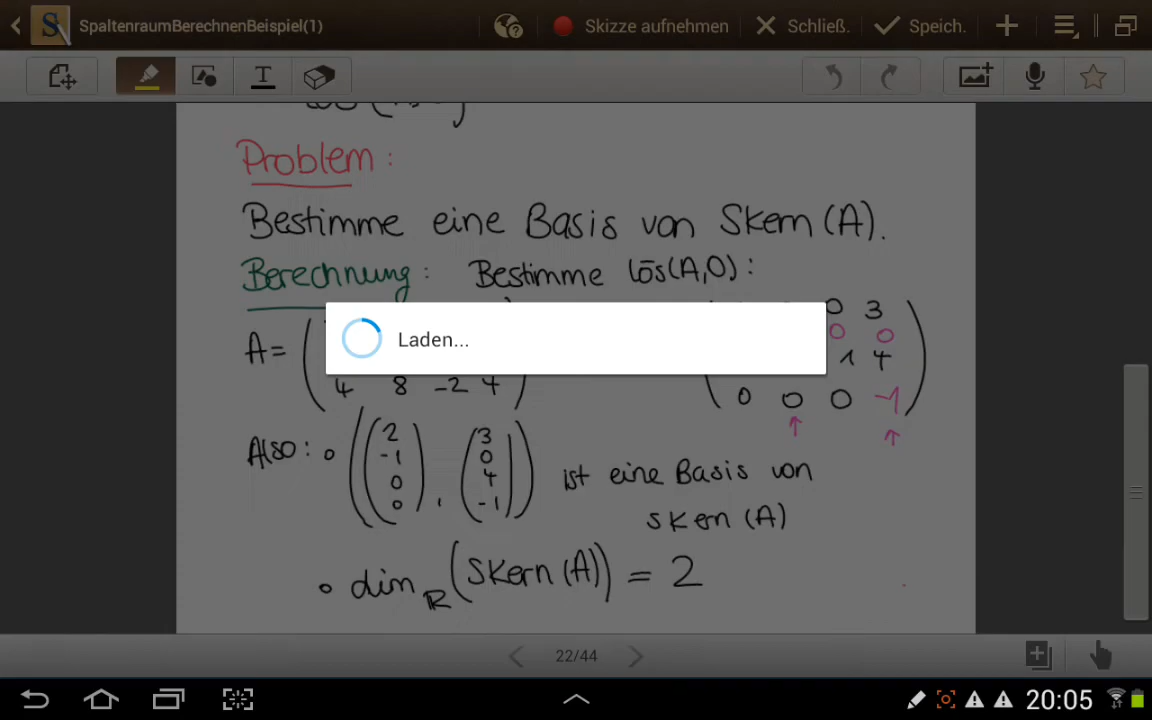 SpaltenraumBerechnenBeispiel(1) Skizze aufnehmen Schließ. Speich.
Problem:
Bestimme eine Basis von Skern(A).
Berechnung: Bestimme Lös(A,0):
0 3
0 0
A= ( 1 4
4 8 -2 4 )
0 0 0 -1 )
Laden...
Also: ( ( 2 -1 0 0 ) , ( 3 0 4 -1 ) ) ist eine Basis von
skern (A)
dim ℝ (Skern (A)) = 2
22/44
20:05